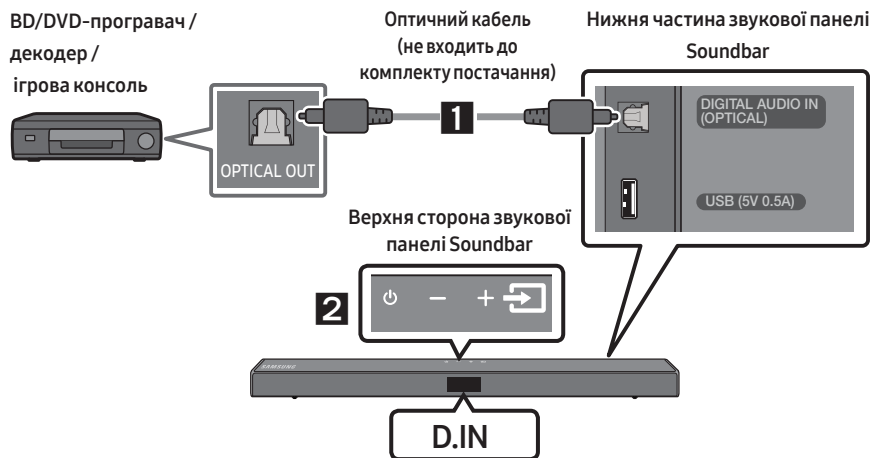 BD/DVD-програвач /
декодер /
ігрова консоль
Оптичний кабель
(не входить до
комплекту постачання)
Нижня частина звукової панелі
Soundbar
OPTICAL OUT
1
DIGITAL AUDIO IN
(OPTICAL)
USB (5V 0.5A)
Верхня сторона звукової
панелі Soundbar
2
SAMSUNG
D.IN